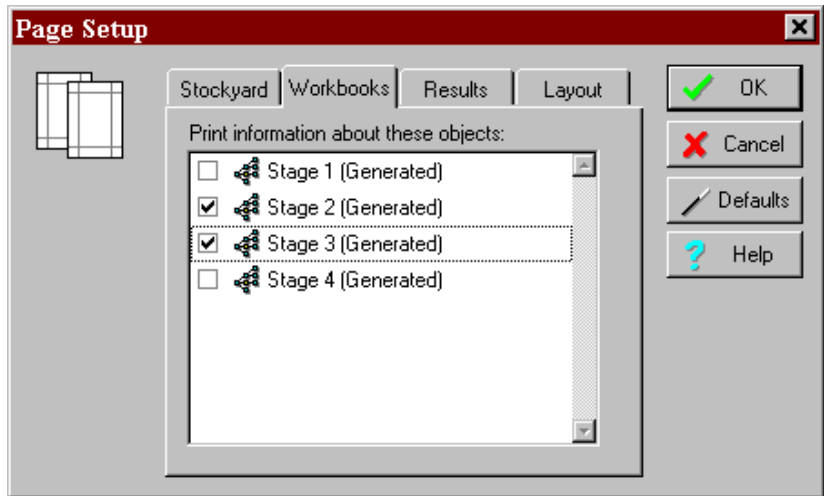 Page Setup
Stockyard Workbooks Results Layout
Print information about these objects:
Stage 1 (Generated)
Stage 2 (Generated)
Stage 3 (Generated)
Stage 4 (Generated)
OK
Cancel
Defaults
Help